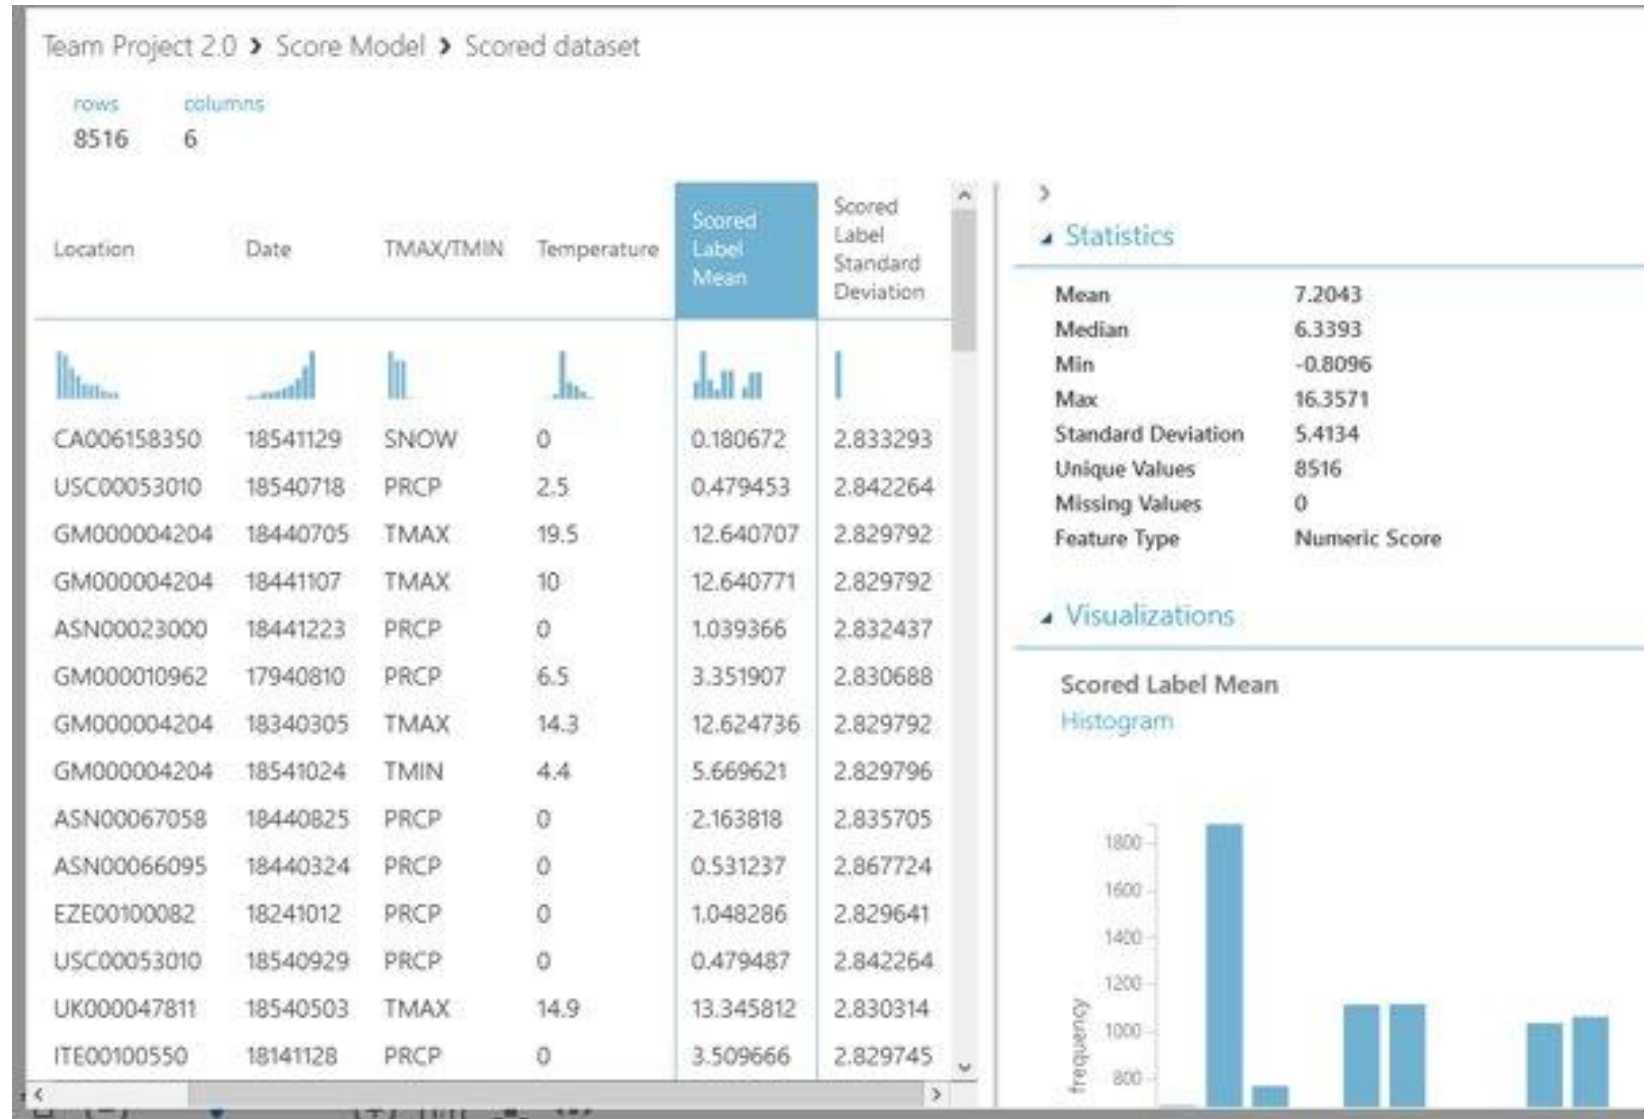 Team Project 2.0 › Score Model › Scored dataset
rows columns
8516 6
Location Date TMAX/TMIN Temperature Scored Label Mean Scored Label Standard Deviation
CA006158350 18541129 SNOW 0 0.180672 2.833293
USC00053010 18540718 PRCP 2.5 0.479453 2.842264
GM000004204 18440705 TMAX 19.5 12.640707 2.829792
GM000004204 18441107 TMAX 10 12.640771 2.829792
ASN00023000 18441223 PRCP 0 1.039366 2.832437
GM000010962 17940810 PRCP 6.5 3.351907 2.830688
GM000004204 18340305 TMAX 14.3 12.624736 2.829792
GM000004204 18541024 TMIN 4.4 5.669621 2.829796
ASN00067058 18440825 PRCP 0 2.163818 2.835705
ASN00066095 18440324 PRCP 0 0.531237 2.867724
EZE00100082 18241012 PRCP 0 1.048286 2.829641
USC00053010 18540929 PRCP 0 0.479487 2.842264
UK000047811 18540503 TMAX 14.9 13.345812 2.830314
ITE00100550 18141128 PRCP 0 3.509666 2.829745
Statistics
Mean 7.2043
Median 6.3393
Min -0.8096
Max 16.3571
Standard Deviation 5.4134
Unique Values 8516
Missing Values 0
Feature Type Numeric Score
Visualizations
Scored Label Mean
Histogram
1800
1600
1400
1200
1000
800
frequency